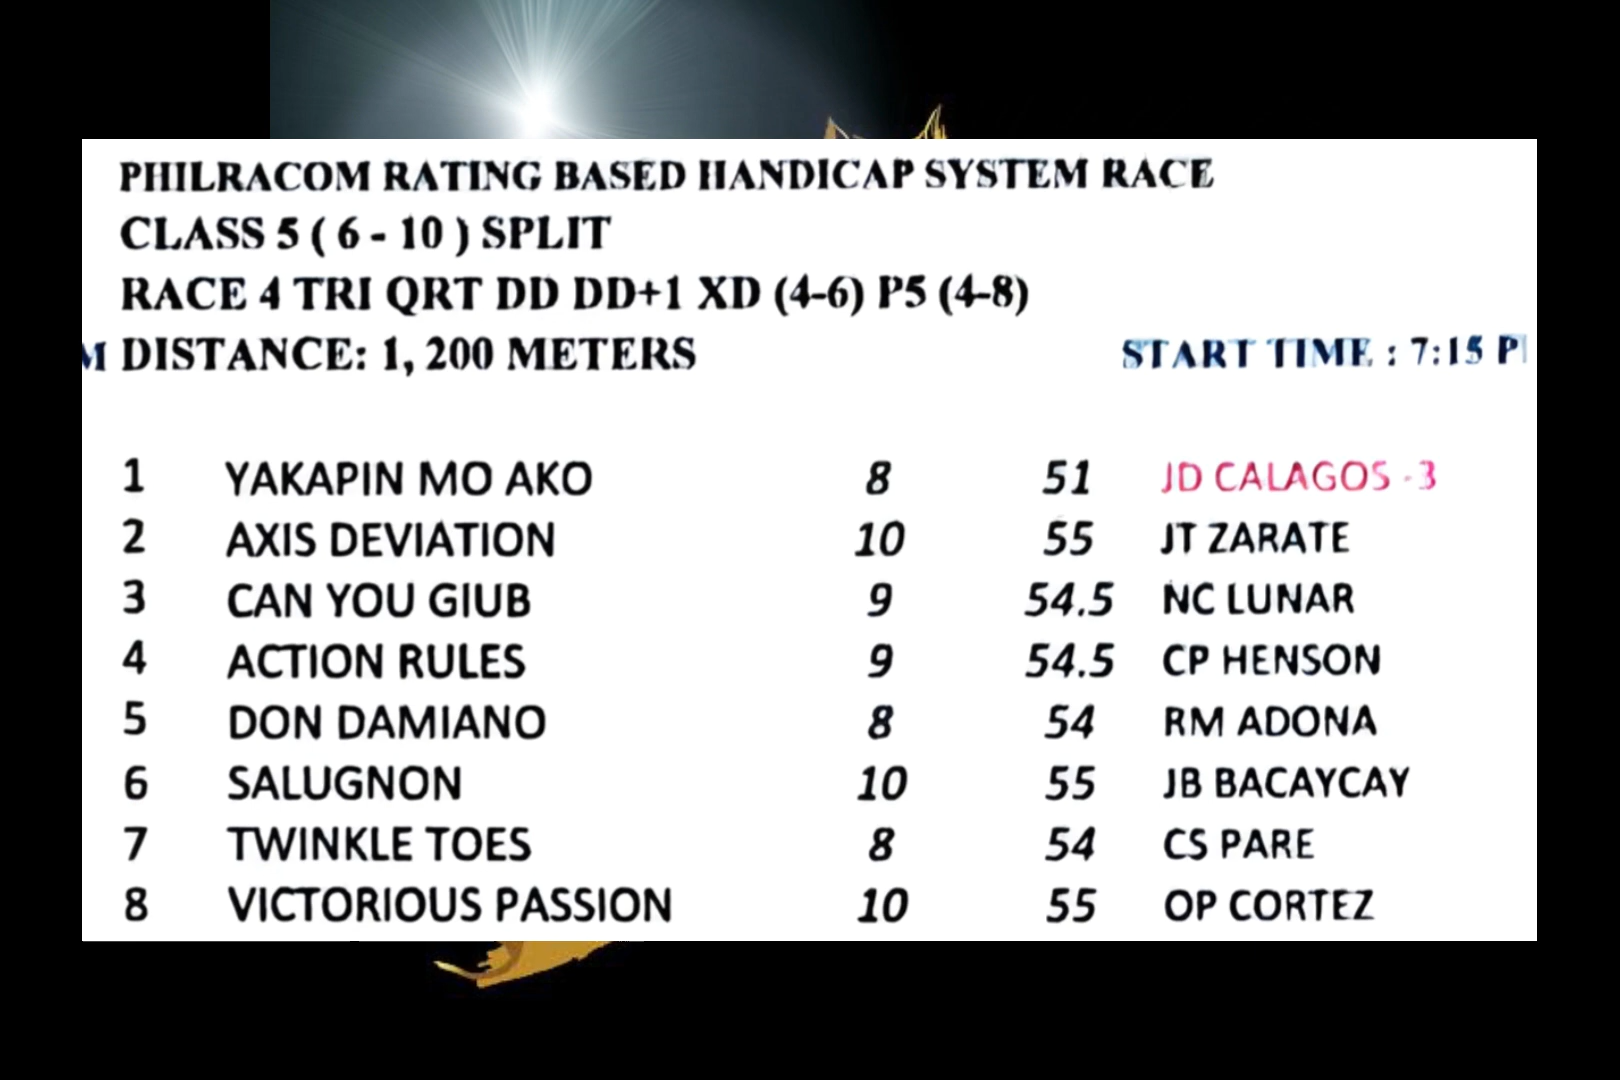 PHILRACOM RATING BASED HANDICAP SYSTEM RACE
CLASS 5 ( 6 - 10 ) SPLIT
RACE 4 TRI QRT DD DD+1 XD (4-6) P5 (4-8)
M DISTANCE: 1, 200 METERS START TIME : 7:15 P
1 YAKAPIN MO AKO 8 51 JD CALAGOS -3
2 AXIS DEVIATION 10 55 JT ZARATE
3 CAN YOU GIUB 9 54.5 NC LUNAR
4 ACTION RULES 9 54.5 CP HENSON
5 DON DAMIANO 8 54 RM ADONA
6 SALUGNON 10 55 JB BACAYCAY
7 TWINKLE TOES 8 54 CS PARE
8 VICTORIOUS PASSION 10 55 OP CORTEZ